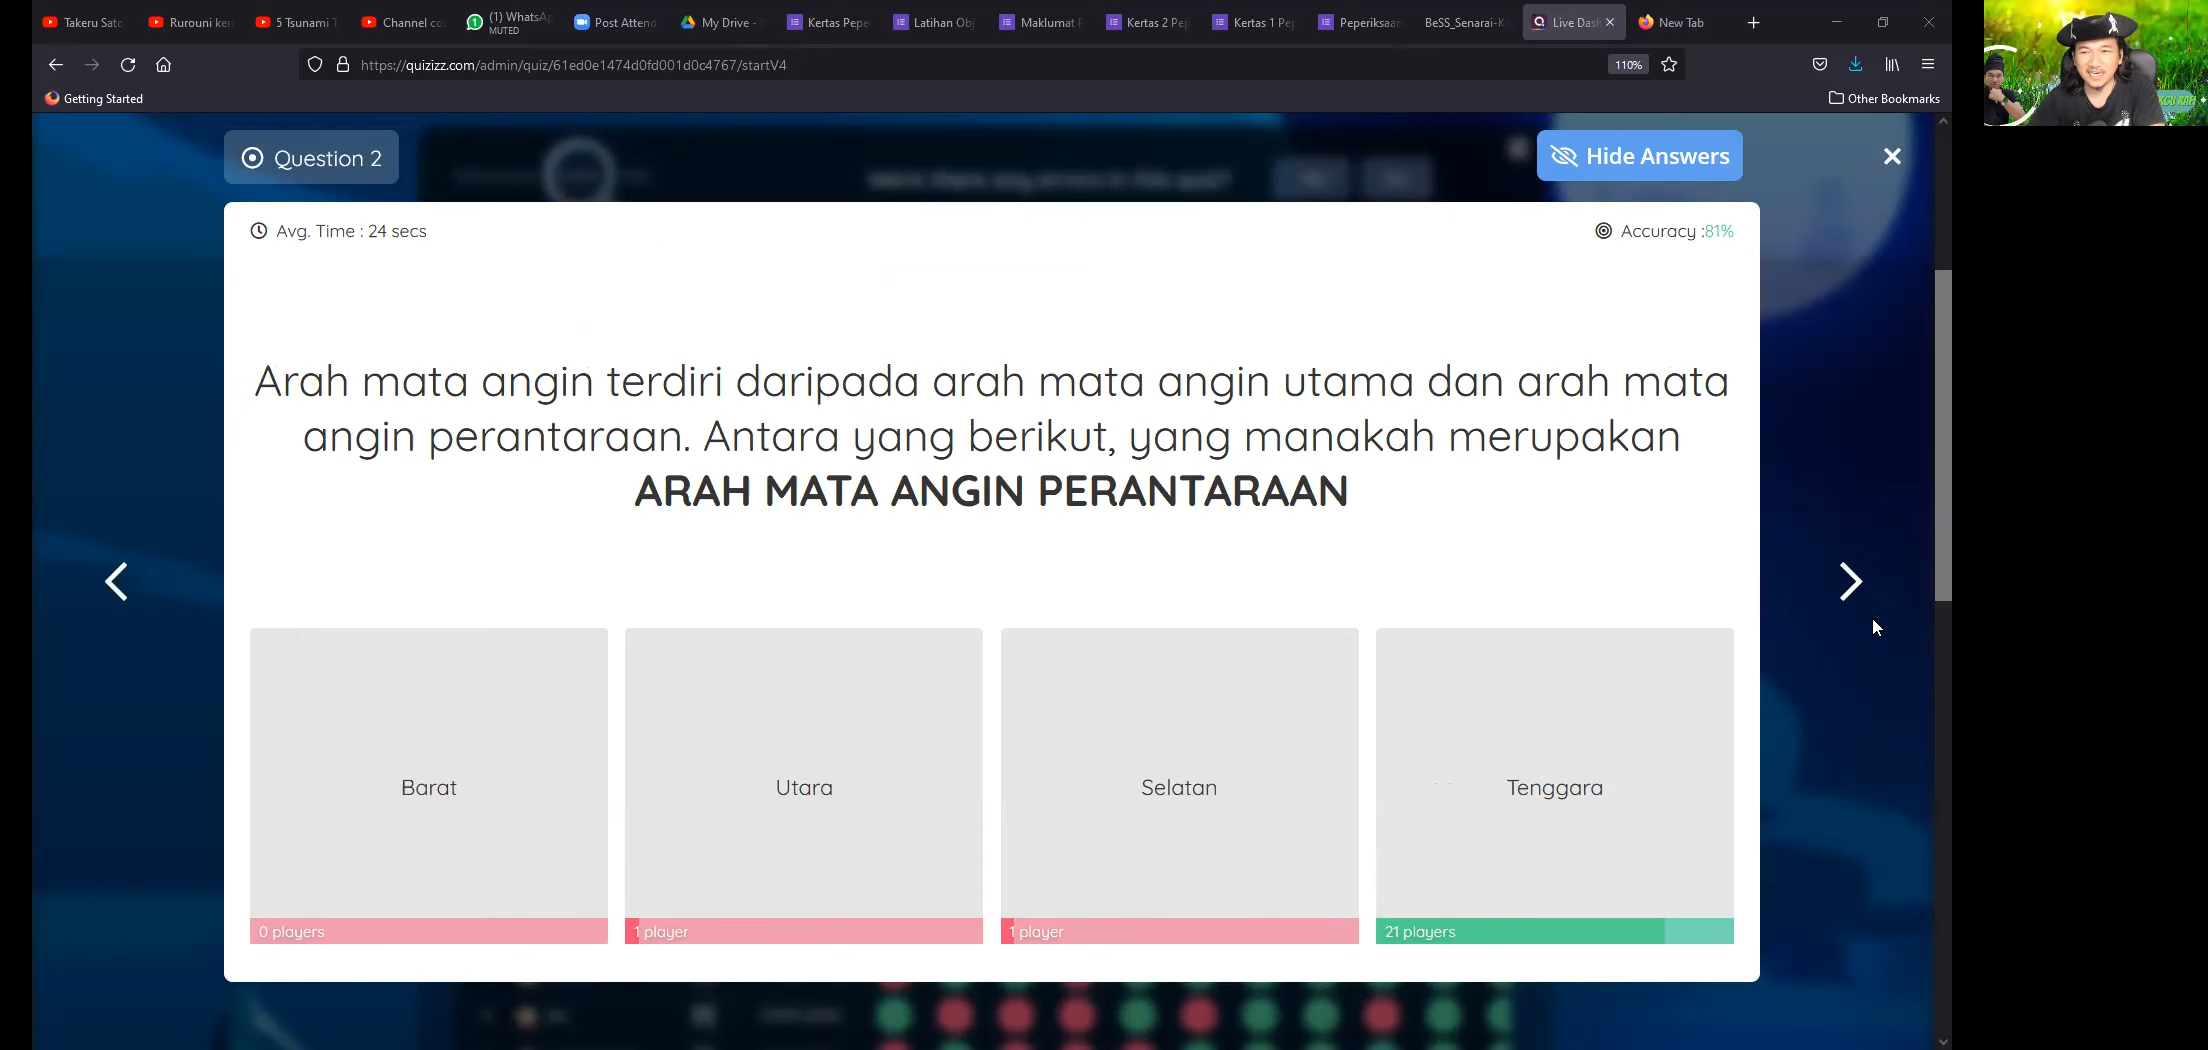 Takeru Sato
Rurouni ken
5 Tsunami T
Channel co
(1) WhatsAp
MUTED
Post Attend
My Drive -
Kertas Pepe
Latihan Obj
Maklumat P
Kertas 2 Pep
Kertas 1 Pep
Peperiksaan
BeSS_Senarai-K
Live Dash
New Tab
https://quizizz.com/admin/quiz/61ed0e1474d0fd001d0c4767/startV4
110%
Getting Started
Other Bookmarks
Question 2
Hide Answers
Avg. Time : 24 secs
Accuracy :81%
Arah mata angin terdiri daripada arah mata angin utama dan arah mata
angin perantaraan. Antara yang berikut, yang manakah merupakan
ARAH MATA ANGIN PERANTARAAN
Barat
Utara
Selatan
Tenggara
0 players
1 player
1 player
21 players